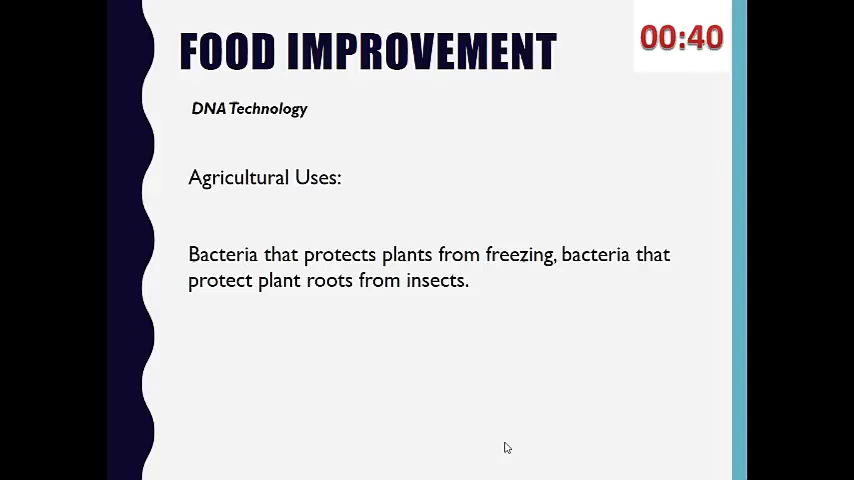 FOOD IMPROVEMENT
00:40
DNA Technology
Agricultural Uses:
Bacteria that protects plants from freezing, bacteria that
protect plant roots from insects.